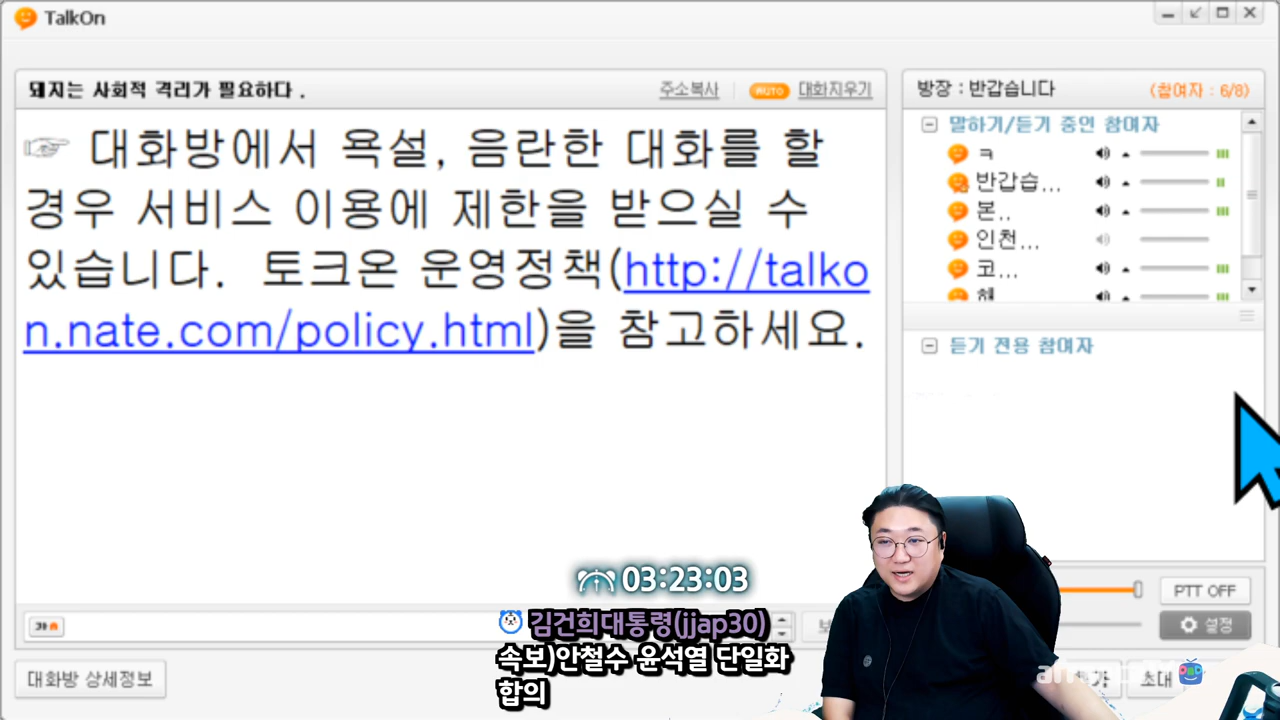 TalkOn
돼지는 사회적 격리가 필요하다 .
주소복사
AUTO
대화지우기
☞ 대화방에서 욕설, 음란한 대화를 할
경우 서비스 이용에 제한을 받으실 수
있습니다. 토크온 운영정책(http://talko
n.nate.com/policy.html)을 참고하세요.
방장 : 반갑습니다
(참여자 : 6/8)
말하기/듣기 중인 참여자
ㅋ
반갑습...
본..
인천...
코...
듣기 전용 참여자
03:23:03
김건희대통령(jjap30)
속보)안철수 윤석열 단일화
합의
PTT OFF
설정
가
초대
대화방 상세정보